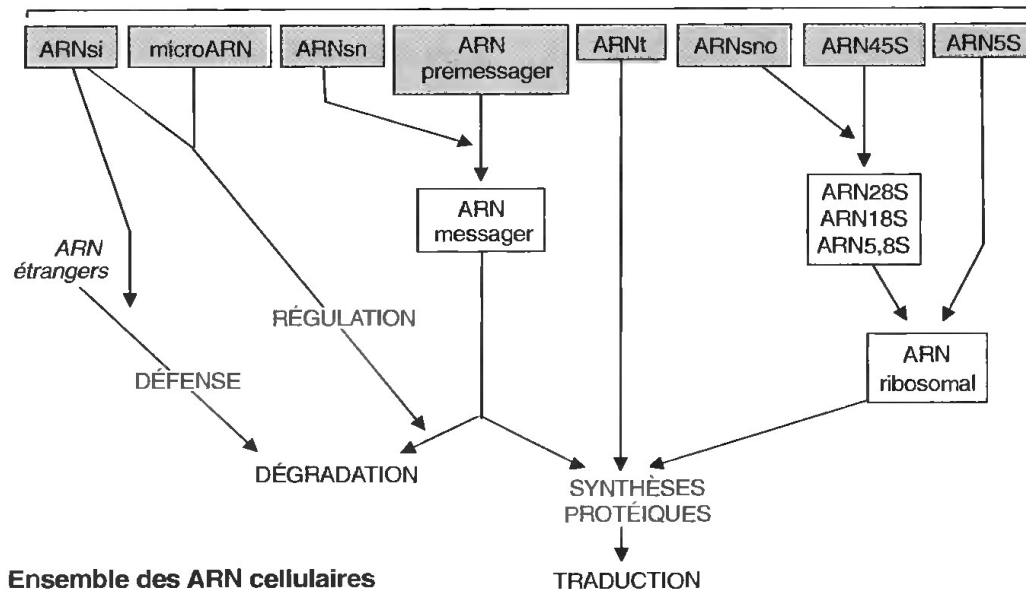 ARNsi
microARN
ARNsn
ARN
prémessager
ARNt
ARNsno
ARN45S
ARN5S
ARN
messager
ARN28S
ARN18S
ARN5,8S
ARN
étrangers
RÉGULATION
DÉFENSE
ARN
ribosomal
DÉGRADATION
SYNTHÈSES
PROTÉIQUES
Ensemble des ARN cellulaires
TRADUCTION